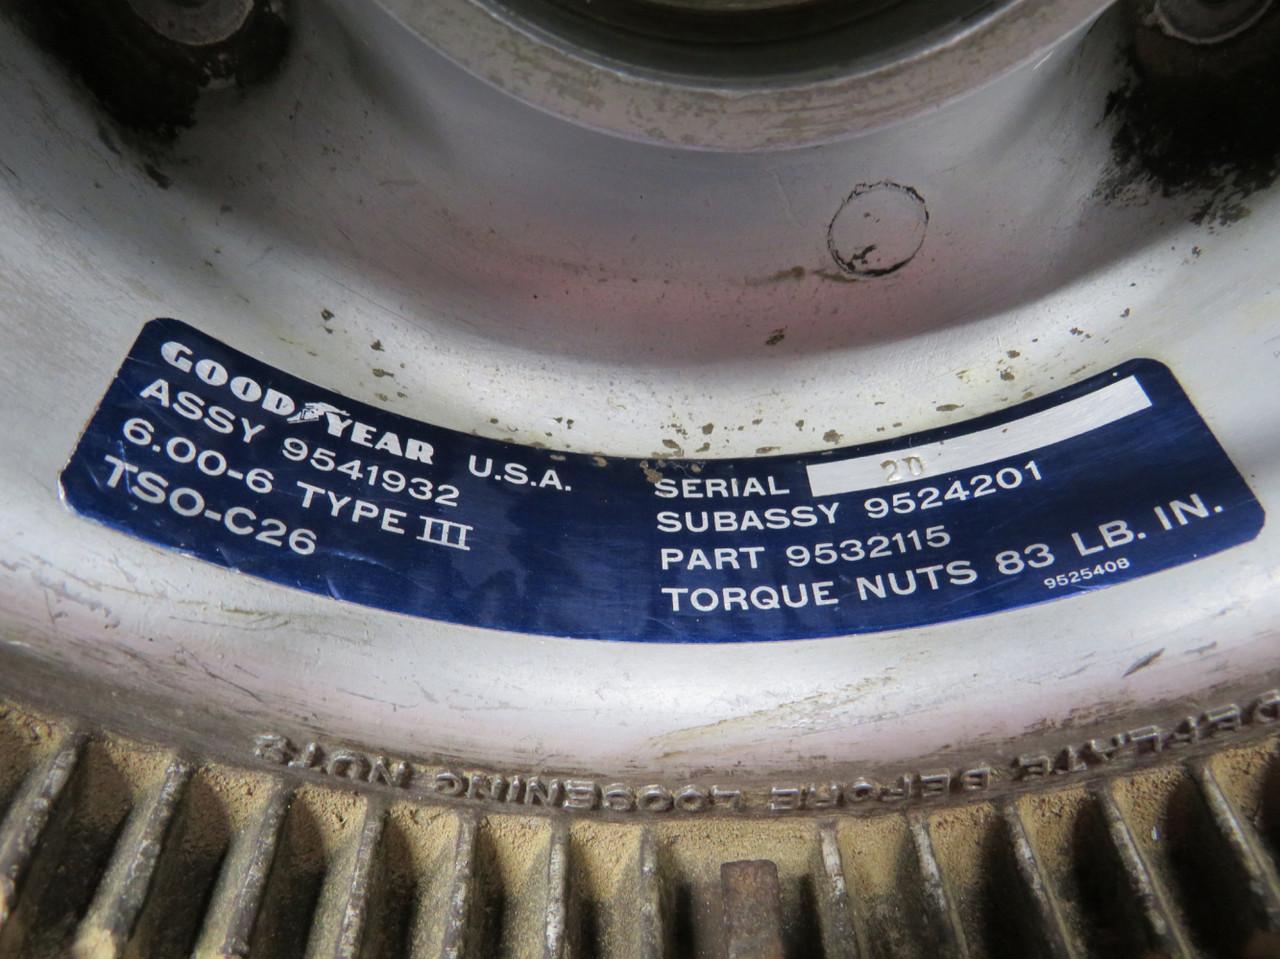 GOODYEAR U.S.A.
ASSY 9541932
6.00-6 TYPE III
TSO-C26
SERIAL 20
SUBASSY 9524201
PART 9532115
TORQUE NUTS 83 LB. IN.
9525408
DEFLATE BEFORE LOOSENING NUTS